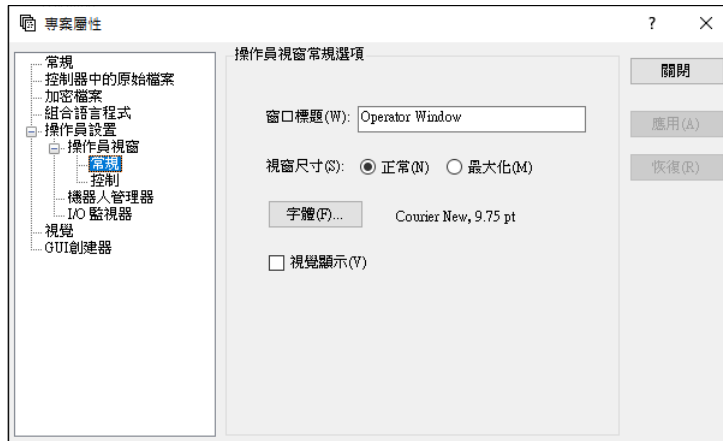 專案屬性
常規
控制器中的原始檔案
加密檔案
組合語言程式
操作員設置
操作員視窗
常規
控制
機器人管理器
I/O 監視器
視覺
GUI創建器
操作員視窗常規選項
窗口標題(W): Operator Window
視窗尺寸(S): 正常(N) 最大化(M)
字體(F)... Courier New, 9.75 pt
視覺顯示(V)
關閉
應用(A)
恢復(R)